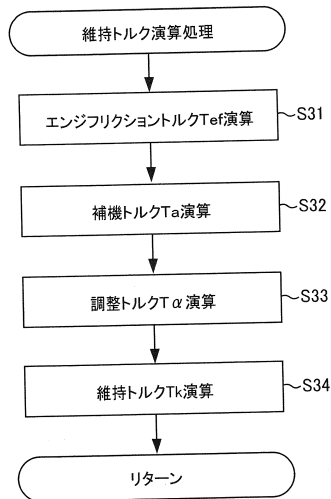 維持トルク演算処理
エンジフリクショントルクTef演算
S31
補機トルクTa演算
S32
調整トルクTα演算
S33
維持トルクTk演算
S34
リターン